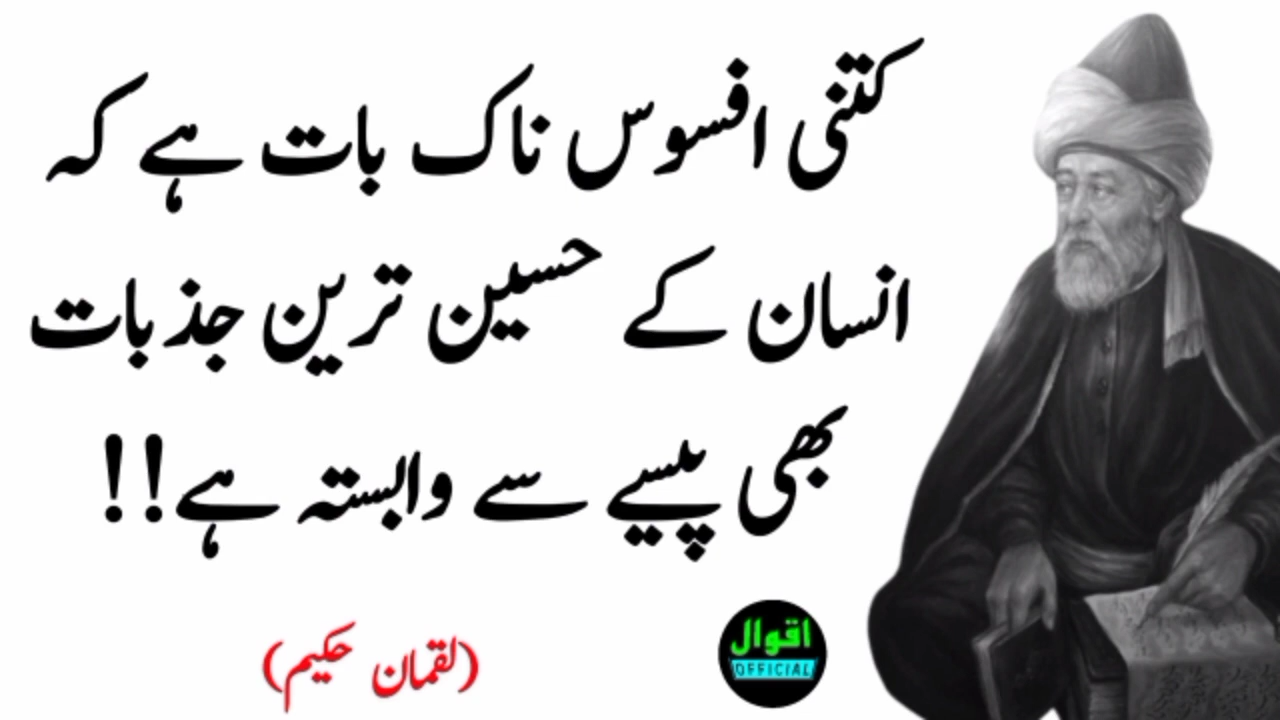 کتنی افسوس ناک بات ہے کہ
انسان کے حسین ترین جذبات
بھی پیسے سے وابستہ ہے!!
(لقمان حکیم)
اقوال
OFFICIAL